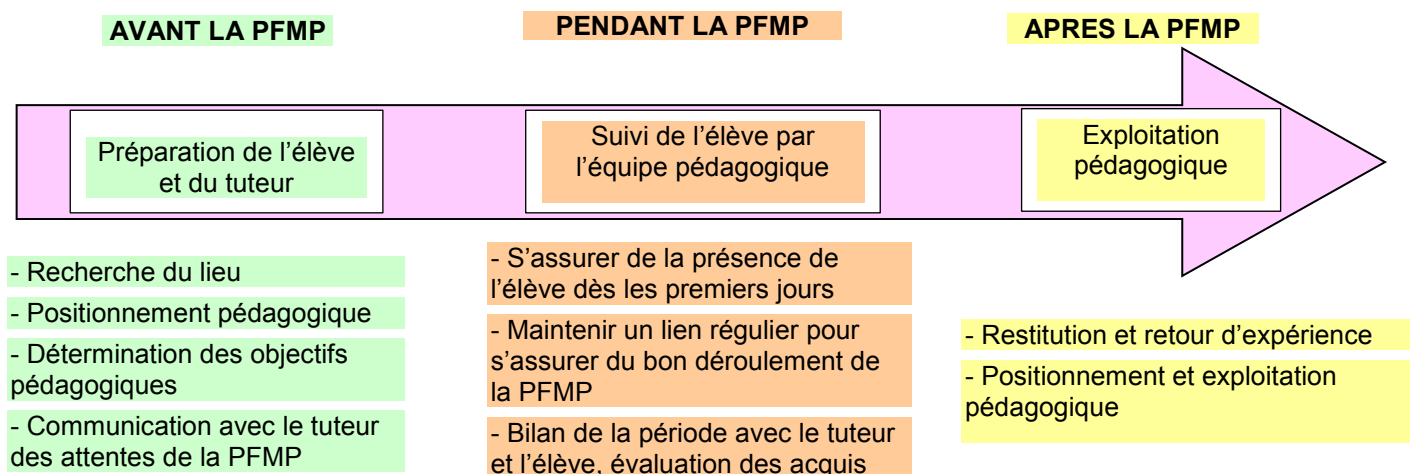 AVANT LA PFMP
PENDANT LA PFMP
APRES LA PFMP
Préparation de l’élève
et du tuteur
Suivi de l’élève par
l’équipe pédagogique
Exploitation
pédagogique
- Recherche du lieu
- Positionnement pédagogique
- Détermination des objectifs
pédagogiques
- Communication avec le tuteur
des attentes de la PFMP
- S’assurer de la présence de
l’élève dès les premiers jours
- Maintenir un lien régulier pour
s’assurer du bon déroulement de
la PFMP
- Bilan de la période avec le tuteur
et l’élève, évaluation des acquis
- Restitution et retour d’expérience
- Positionnement et exploitation
pédagogique